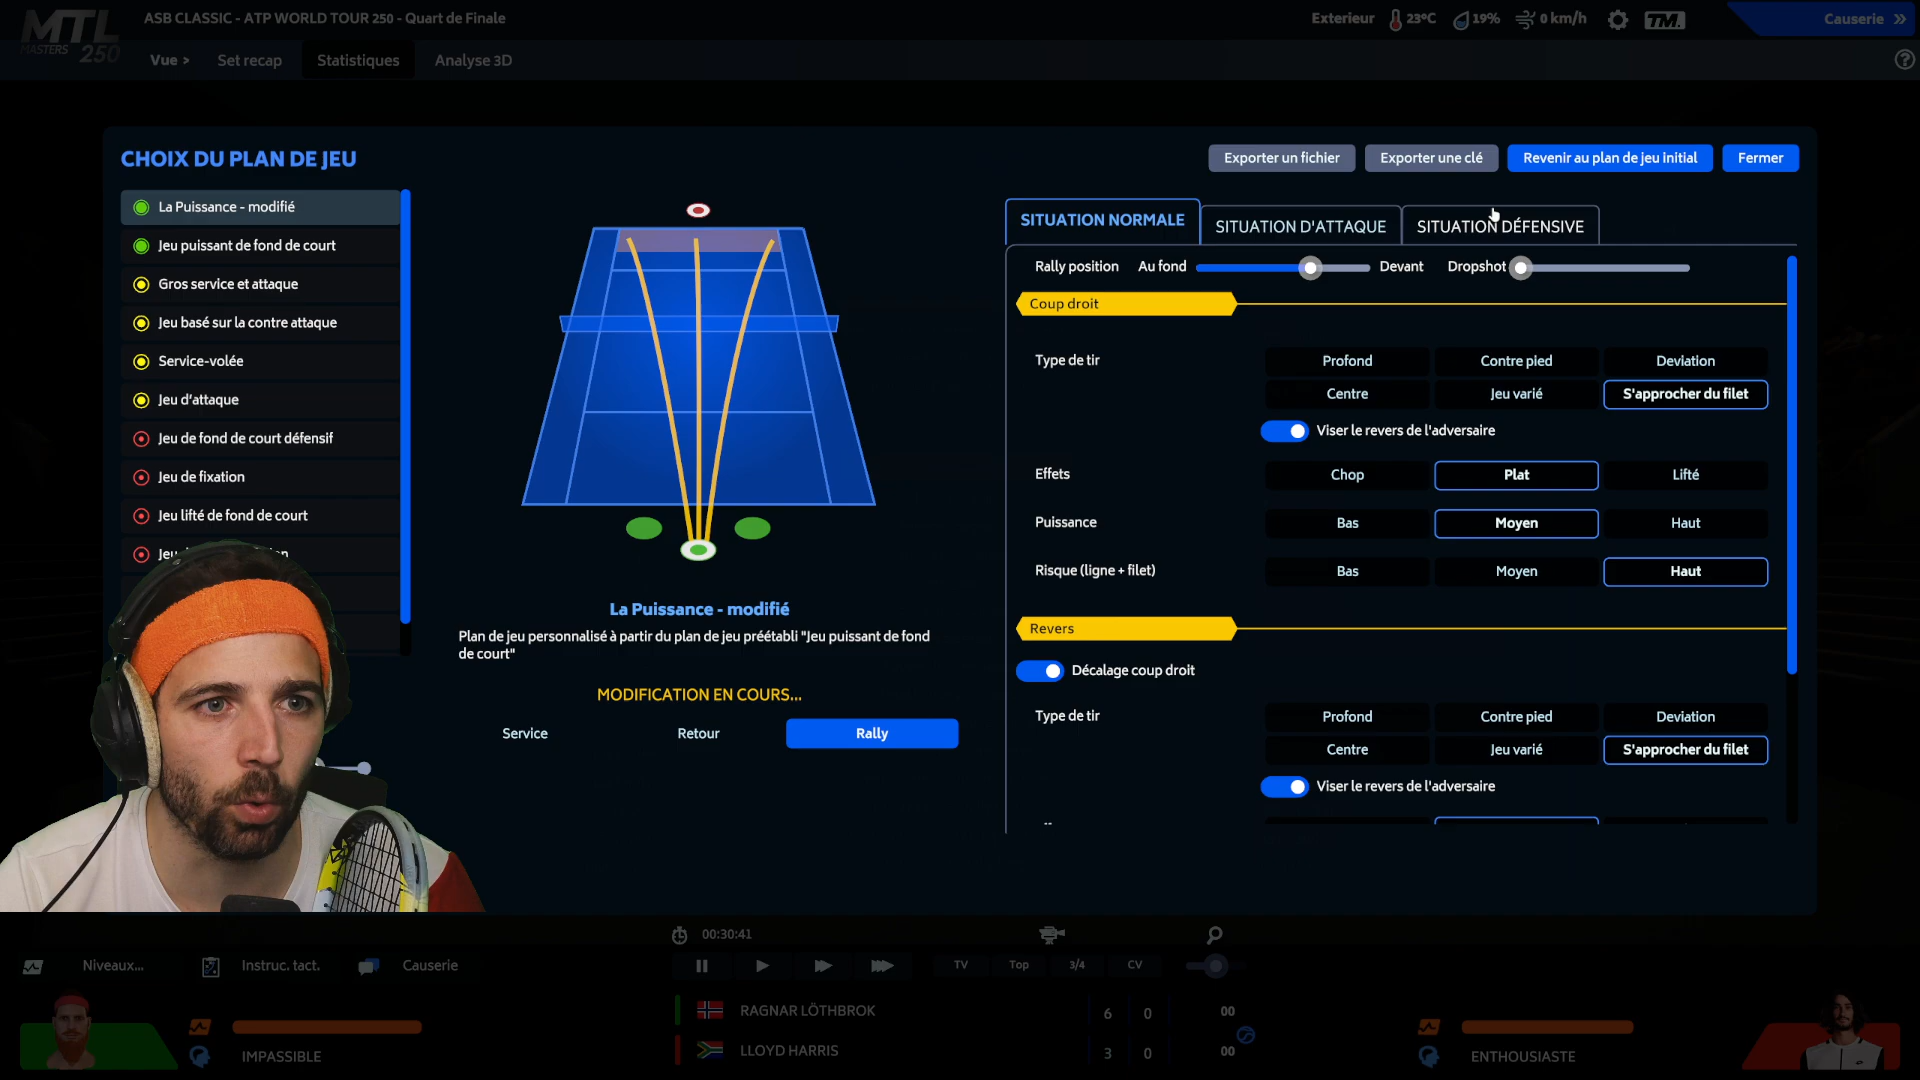 MTL
MASTERS 250
ASB CLASSIC - ATP WORLD TOUR 250 - Quart de Finale
Exterieur 23°C 19% 0 km/h TM.
Causerie »
Vue > Set recap Statistiques Analyse 3D
?
CHOIX DU PLAN DE JEU
Exporter un fichier Exporter une clé Revenir au plan de jeu initial Fermer
La Puissance - modifié
Jeu puissant de fond de court
Gros service et attaque
Jeu basé sur la contre attaque
Service-volée
Jeu d'attaque
Jeu de fond de court défensif
Jeu de fixation
Jeu lifté de fond de court
La Puissance - modifié
Plan de jeu personnalisé à partir du plan de jeu préétabli "Jeu puissant de fond
de court"
MODIFICATION EN COURS...
Service Retour Rally
SITUATION NORMALE SITUATION D'ATTAQUE SITUATION DÉFENSIVE
Rally position Au fond Devant Dropshot
Coup droit
Type de tir Profond Contre pied Deviation
Centre Jeu varié S'approcher du filet
Viser le revers de l'adversaire
Effets Chop Plat Lifté
Puissance Bas Moyen Haut
Risque (ligne + filet) Bas Moyen Haut
Revers
Décalage coup droit
Type de tir Profond Contre pied Deviation
Centre Jeu varié S'approcher du filet
Viser le revers de l'adversaire
00:30:41
Niveaux... Instruc. tact. Causerie
TV Top 3/4 CV
RAGNAR LÖTHBROK 6 0 00
LLOYD HARRIS 3 0 00
IMPASSIBLE
ENTHOUSIASTE